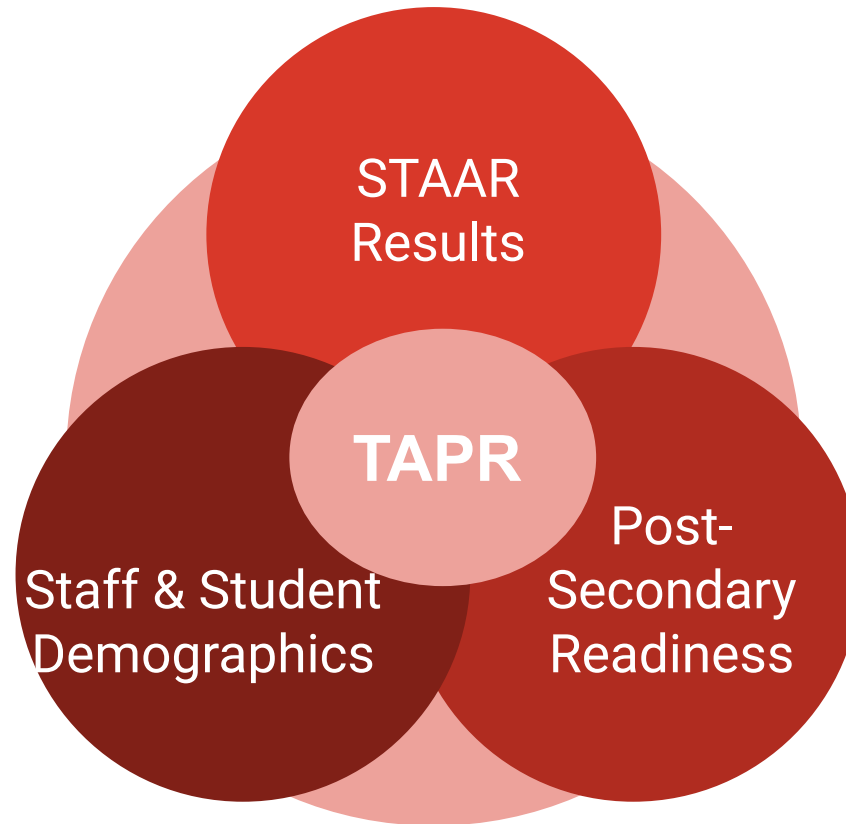 STAAR
Results
TAPR
Staff & Student
Demographics
Post-
Secondary
Readiness